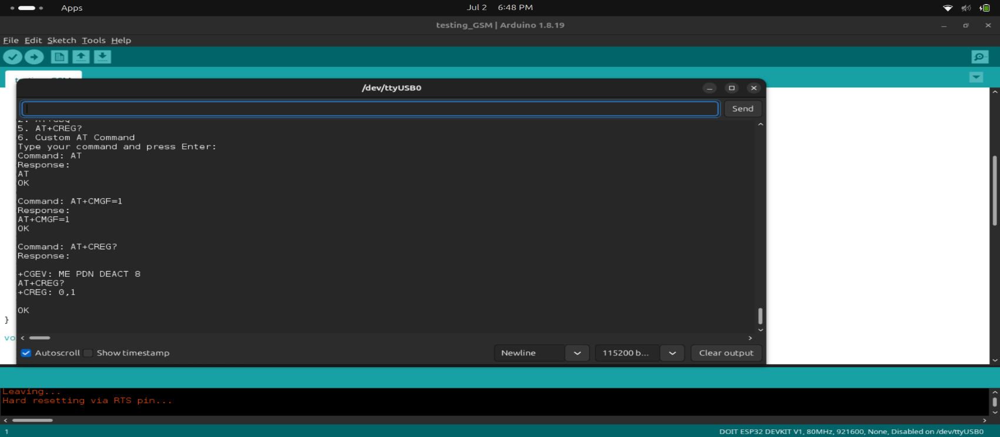 Apps
Jul 2 6:48 PM
testing_GSM | Arduino 1.8.19
File Edit Sketch Tools Help
/dev/ttyUSB0
Send
5. AT+CREG?
6. Custom AT Command
Type your command and press Enter:
Command: AT
Response:
AT
OK
Command: AT+CMGF=1
Response:
AT+CMGF=1
OK
Command: AT+CREG?
Response:
+CGEV: ME PDN DEACT 8
AT+CREG?
+CREG: 0,1
OK
}
vo
Autoscroll Show timestamp
Newline
115200 b...
Clear output
Leaving...
Hard resetting via RTS pin...
1
DOIT ESP32 DEVKIT V1, 80MHz, 921600, None, Disabled on /dev/ttyUSB0